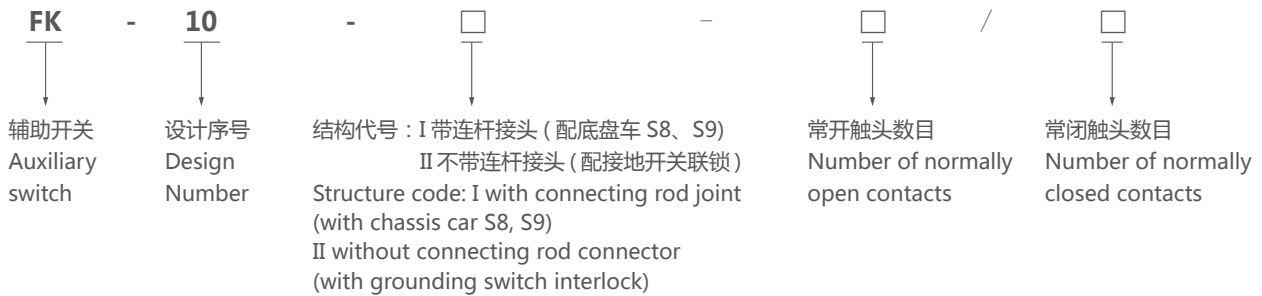 FK - 10 - □ - □ / □
辅助开关
Auxiliary
switch
设计序号
Design
Number
结构代号：I 带连杆接头 ( 配底盘车 S8、S9)
II 不带连杆接头 ( 配接地开关联锁 )
Structure code: I with connecting rod joint
(with chassis car S8, S9)
II without connecting rod connector
(with grounding switch interlock)
常开触头数目
Number of normally
open contacts
常闭触头数目
Number of normally
closed contacts